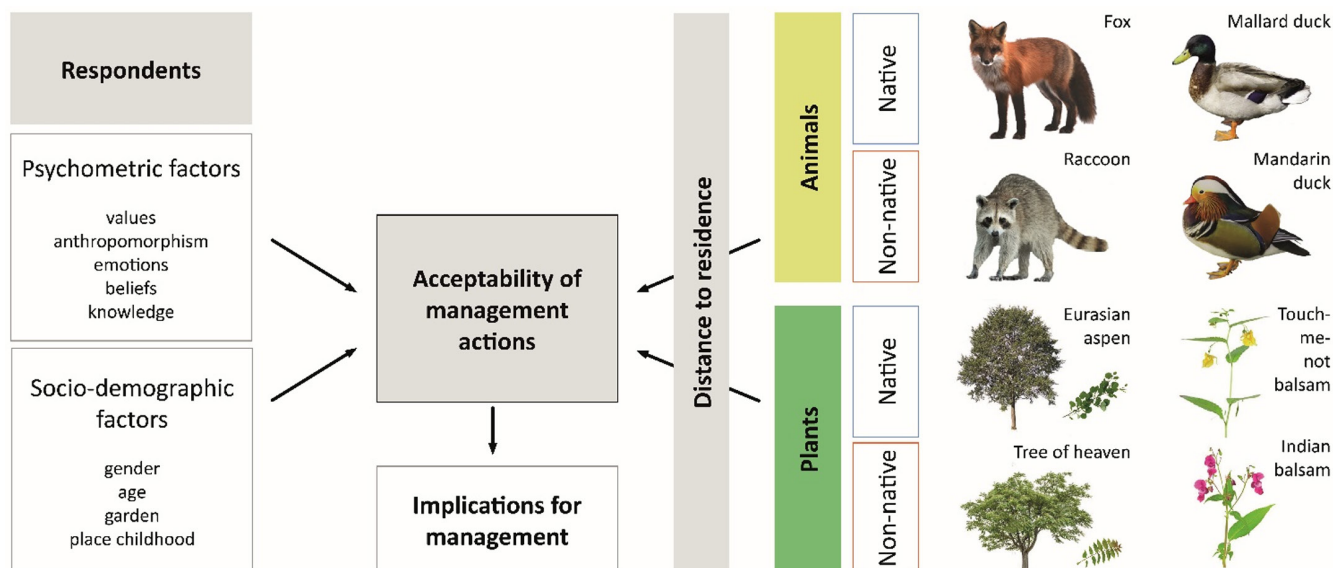 Respondents
Psychometric factors
values
anthropomorphism
emotions
beliefs
knowledge
Socio-demographic
factors
gender
age
garden
place childhood
Acceptability of
management
actions
Implications for
management
Distance to residence
Animals
Native
Non-native
Plants
Native
Non-native
Fox
Mallard duck
Raccoon
Mandarin
duck
Eurasian
aspen
Touch-
me-
not
balsam
Tree of heaven
Indian
balsam